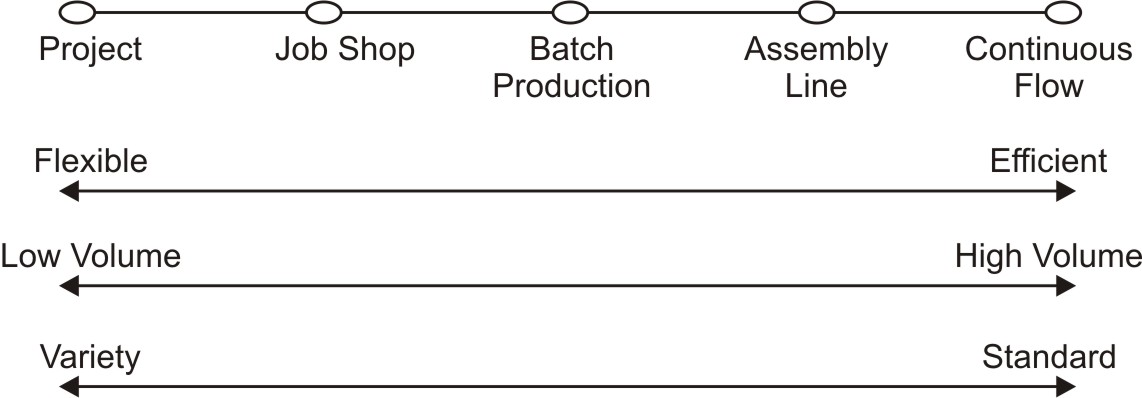 Project Job Shop Batch Assembly Continuous
Production Line Flow
Flexible Efficient
Low Volume High Volume
Variety Standard